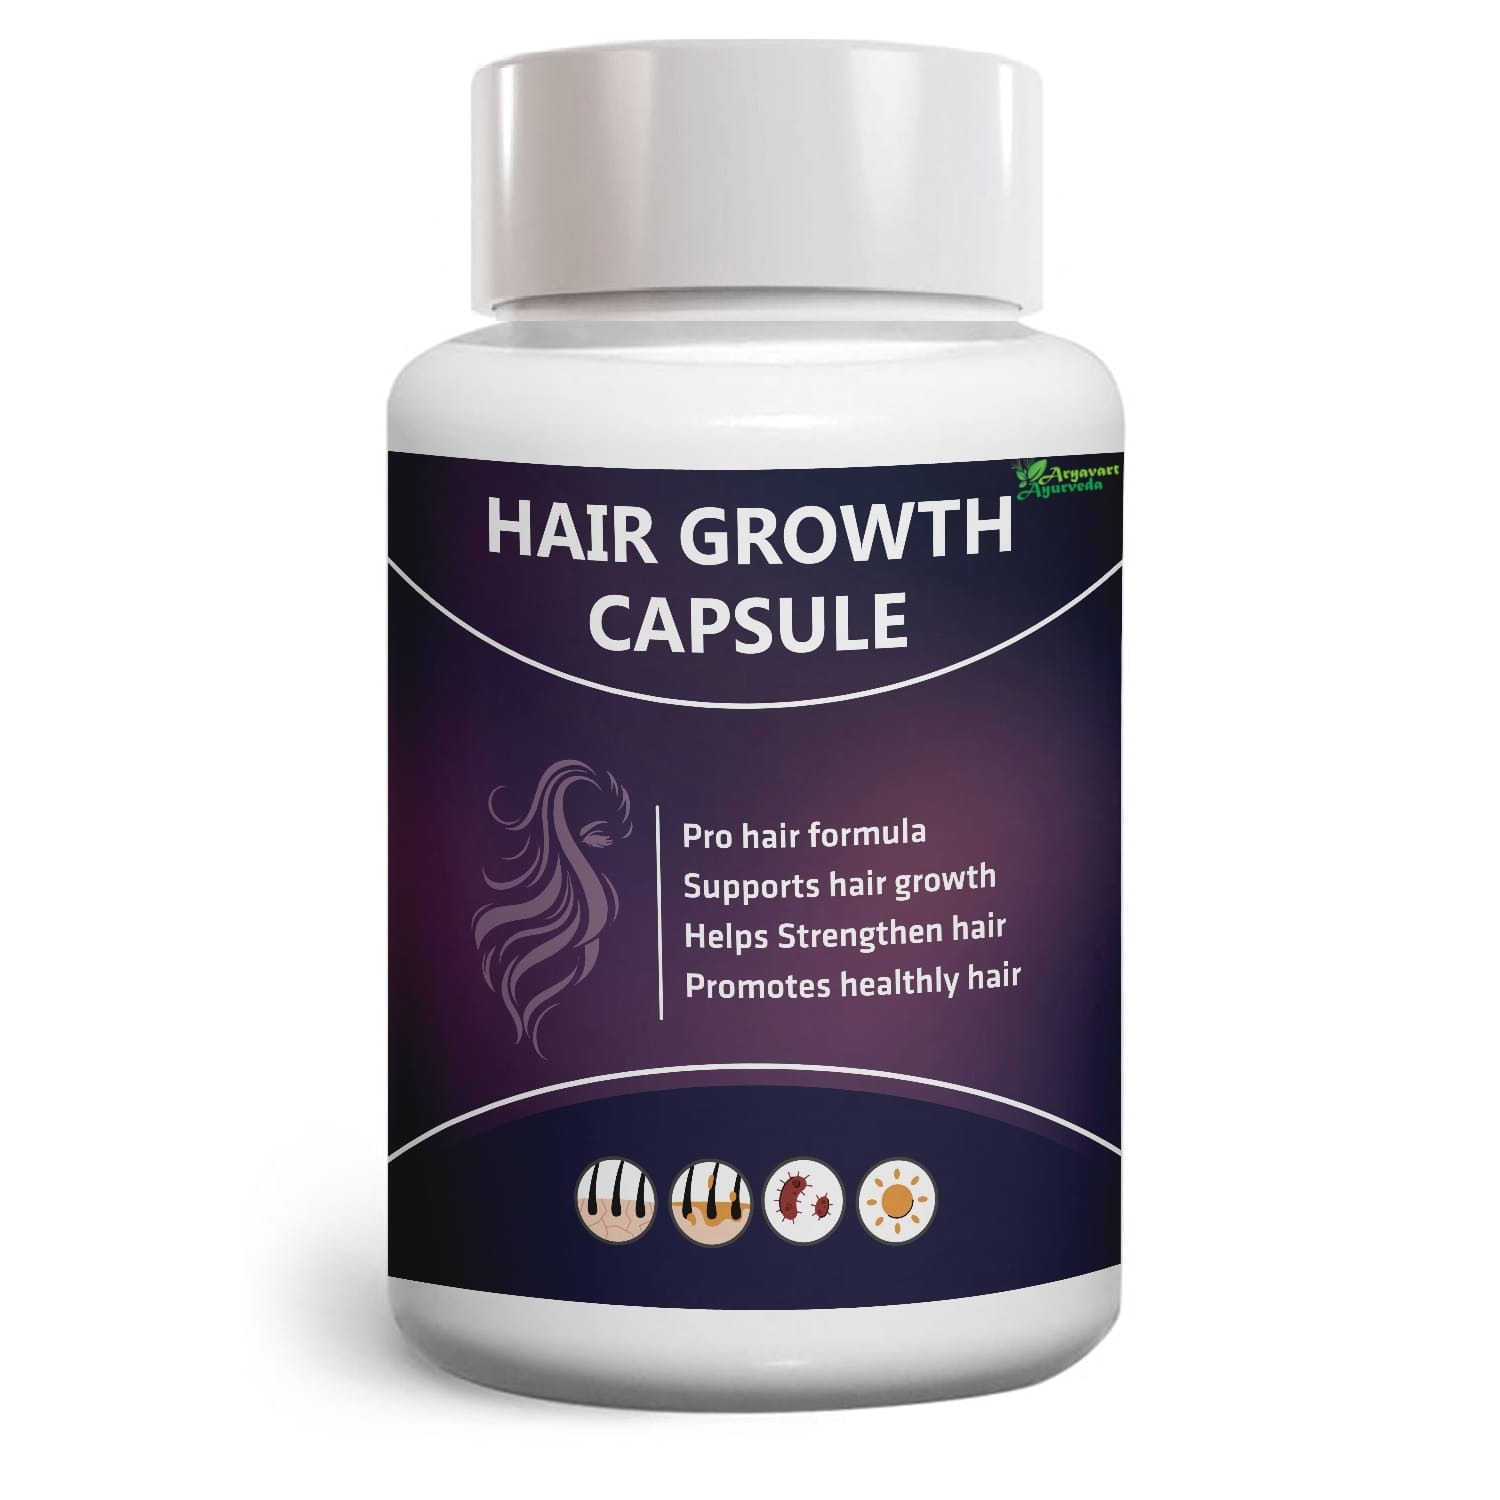 Aryavart
Ayurveda
HAIR GROWTH
CAPSULE
Pro hair formula
Supports hair growth
Helps Strengthen hair
Promotes healthly hair